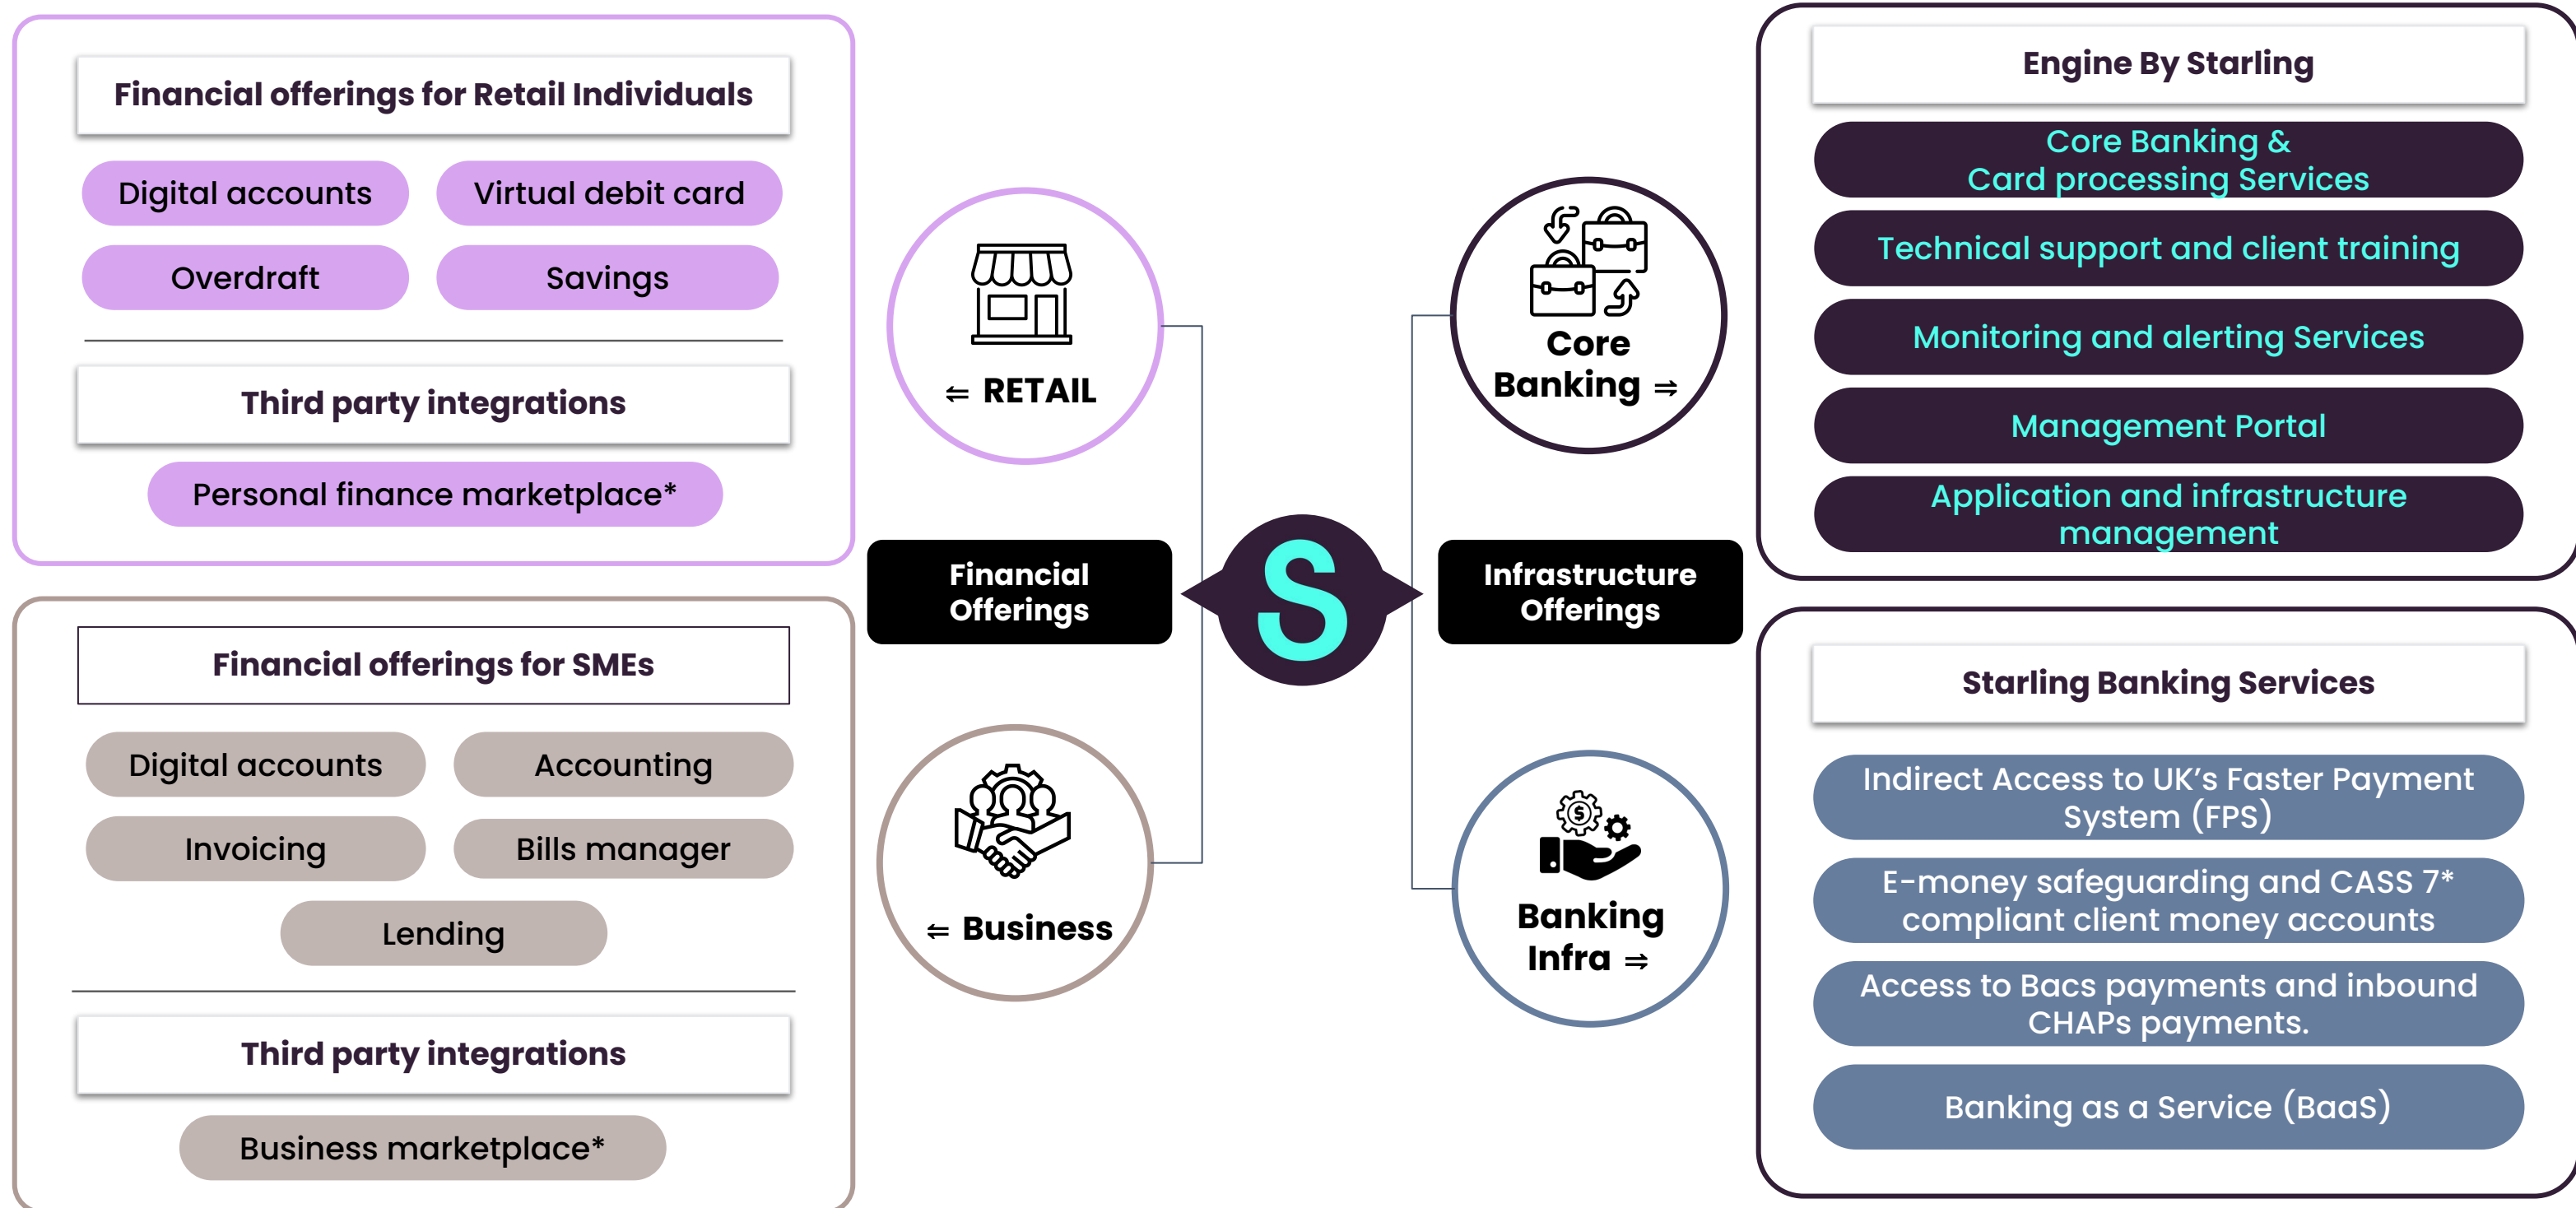 Financial offerings for Retail Individuals
Digital accounts
Virtual debit card
Overdraft
Savings
Third party integrations
Personal finance marketplace*
Financial offerings for SMEs
Digital accounts
Accounting
Invoicing
Bills manager
Lending
Third party integrations
Business marketplace*
⇐ RETAIL
Financial
Offerings
⇐ Business
S
Core
Banking ⇒
Infrastructure
Offerings
Banking
Infra ⇒
Engine By Starling
Core Banking &
Card processing Services
Technical support and client training
Monitoring and alerting Services
Management Portal
Application and infrastructure
management
Starling Banking Services
Indirect Access to UK’s Faster Payment
System (FPS)
E-money safeguarding and CASS 7*
compliant client money accounts
Access to Bacs payments and inbound
CHAPs payments.
Banking as a Service (BaaS)